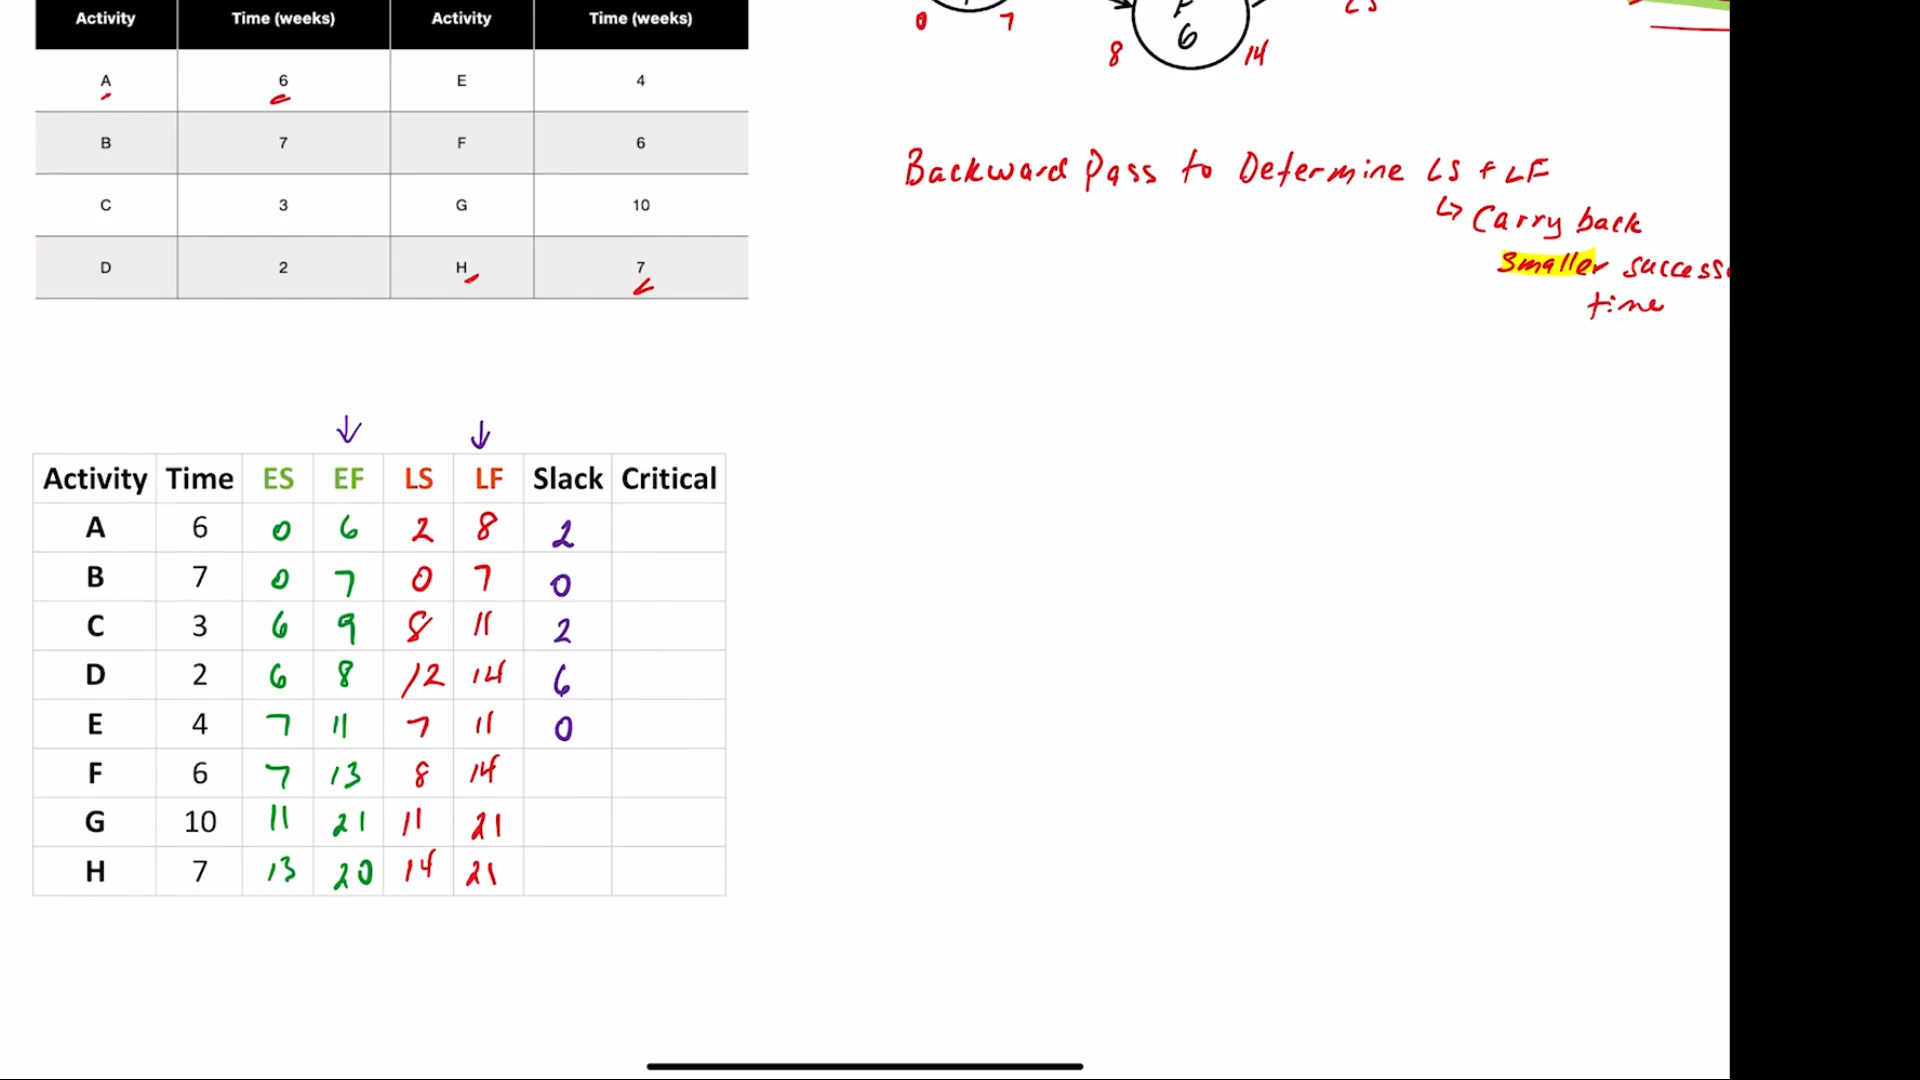 Activity Time (weeks) Activity Time (weeks)
A 6 E 4
B 7 F 6
C 3 G 10
D 2 H 7
0 7
8 F 14
6
LS
Backward Pass to Determine LS + LF
↳ Carry back
smaller
time
Activity Time ES EF LS LF Slack Critical
A 6 0 6 2 8 2
B 7 0 7 0 7 0
C 3 6 9 8 11 2
D 2 6 8 12 14 6
E 4 7 11 7 11 0
F 6 7 13 8 14
G 10 11 21 11 21
H 7 13 20 14 21